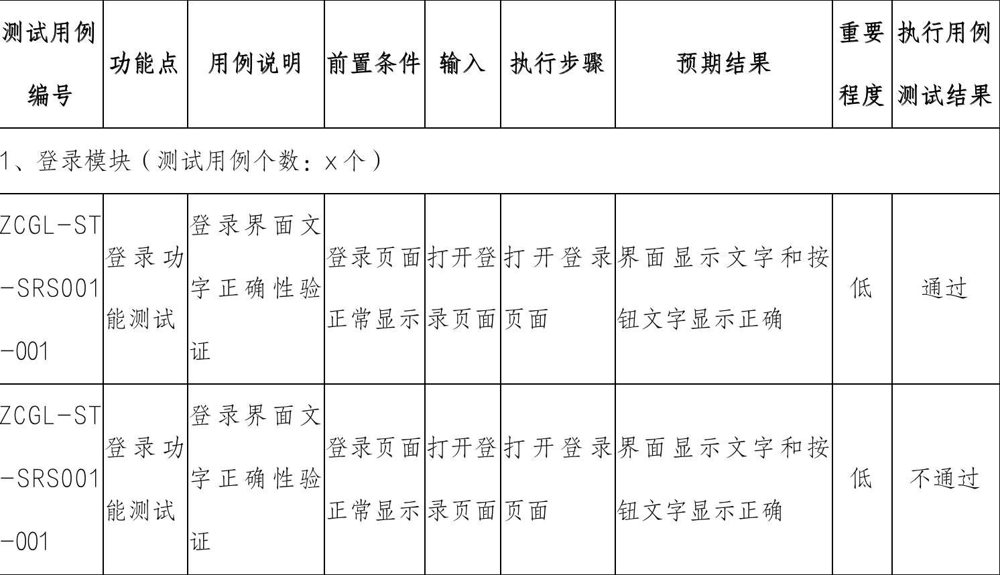 测试用例
编号
功能点
用例说明
前置条件
输入
执行步骤
预期结果
重要
程度
执行用例
测试结果
1、登录模块（测试用例个数：x个）
ZCGL-ST
-SRS001
-001
登录功
能测试
登录界面文
字正确性验
证
登录页面
正常显示
打开登
录页面
打开登录
页面
界面显示文字和按
钮文字显示正确
低
通过
ZCGL-ST
-SRS001
-001
登录功
能测试
登录界面文
字正确性验
证
登录页面
正常显示
打开登
录页面
打开登录
页面
界面显示文字和按
钮文字显示正确
低
不通过